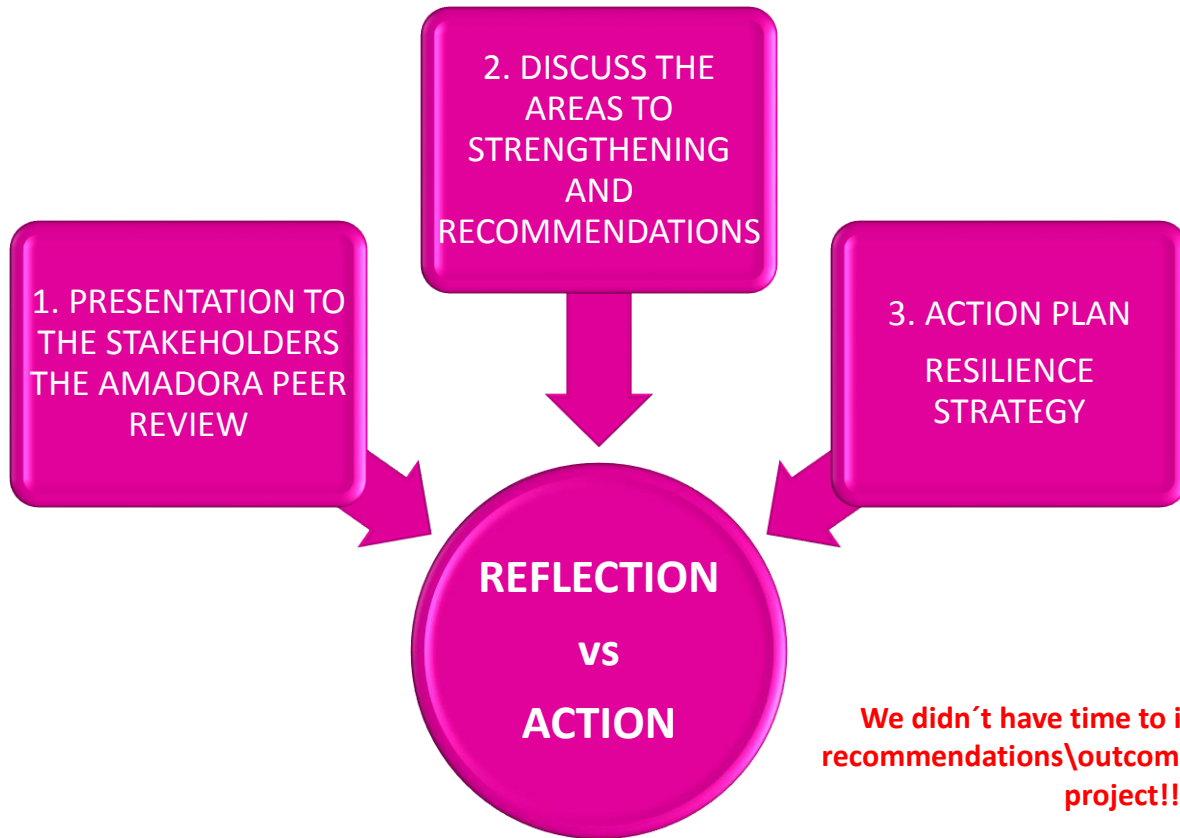 1. PRESENTATION TO
THE STAKEHOLDERS
THE AMADORA PEER
REVIEW
2. DISCUSS THE
AREAS TO
STRENGTHENING
AND
RECOMMENDATIONS
3. ACTION PLAN
RESILIENCE
STRATEGY
REFLECTION
vs
ACTION
We didn´t have time to i
recommendations\outcom
project!!